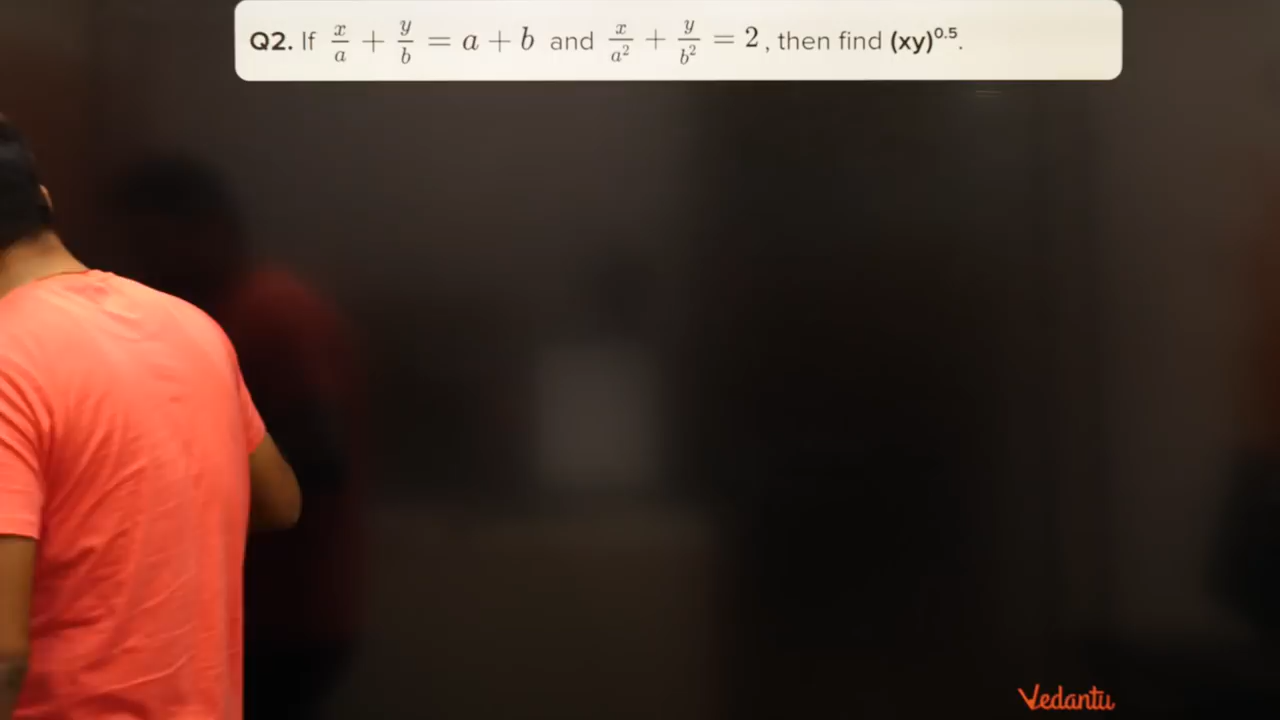 Q2. If x/a + y/b = a + b and x/a² + y/b² = 2, then find (xy)⁰·⁵.
Vedantu